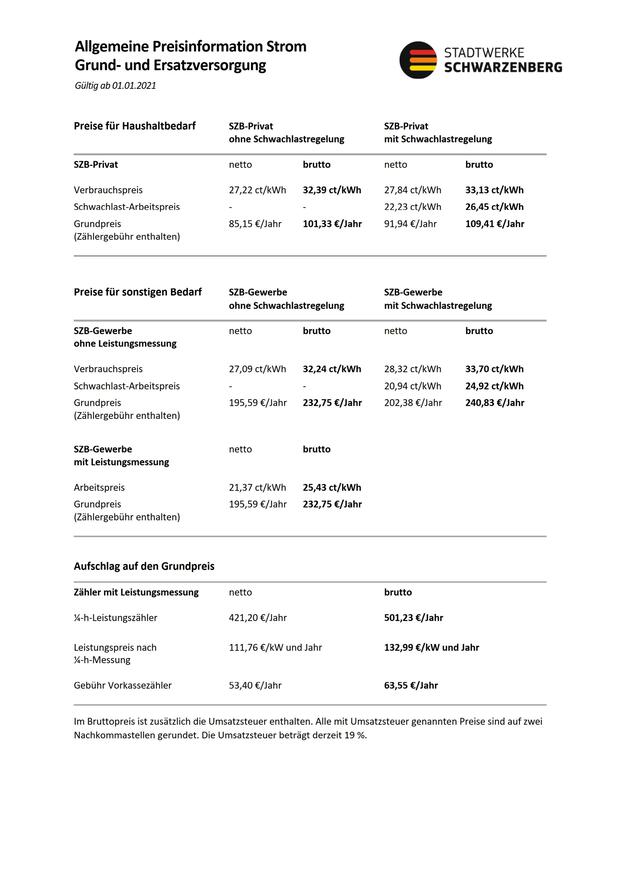 Allgemeine Preisinformation Strom
Grund- und Ersatzversorgung
Gültig ab 01.01.2021
STADTWERKE
SCHWARZENBERG
Preise für Haushaltbedarf SZB-Privat SZB-Privat
ohne Schwachlastregelung mit Schwachlastregelung
SZB-Privat netto brutto netto brutto
Verbrauchspreis 27,22 ct/kWh 32,39 ct/kWh 27,84 ct/kWh 33,13 ct/kWh
Schwachlast-Arbeitspreis - - 22,23 ct/kWh 26,45 ct/kWh
Grundpreis 85,15 €/Jahr 101,33 €/Jahr 91,94 €/Jahr 109,41 €/Jahr
(Zählergebühr enthalten)
Preise für sonstigen Bedarf SZB-Gewerbe SZB-Gewerbe
ohne Schwachlastregelung mit Schwachlastregelung
SZB-Gewerbe netto brutto netto brutto
ohne Leistungsmessung
Verbrauchspreis 27,09 ct/kWh 32,24 ct/kWh 28,32 ct/kWh 33,70 ct/kWh
Schwachlast-Arbeitspreis - - 20,94 ct/kWh 24,92 ct/kWh
Grundpreis 195,59 €/Jahr 232,75 €/Jahr 202,38 €/Jahr 240,83 €/Jahr
(Zählergebühr enthalten)
SZB-Gewerbe netto brutto
mit Leistungsmessung
Arbeitspreis 21,37 ct/kWh 25,43 ct/kWh
Grundpreis 195,59 €/Jahr 232,75 €/Jahr
(Zählergebühr enthalten)
Aufschlag auf den Grundpreis
Zähler mit Leistungsmessung netto brutto
¼-h-Leistungszähler 421,20 €/Jahr 501,23 €/Jahr
Leistungspreis nach 111,76 €/kW und Jahr 132,99 €/kW und Jahr
¼-h-Messung
Gebühr Vorkassezähler 53,40 €/Jahr 63,55 €/Jahr
Im Bruttopreis ist zusätzlich die Umsatzsteuer enthalten. Alle mit Umsatzsteuer genannten Preise sind auf zwei
Nachkommastellen gerundet. Die Umsatzsteuer beträgt derzeit 19 %.